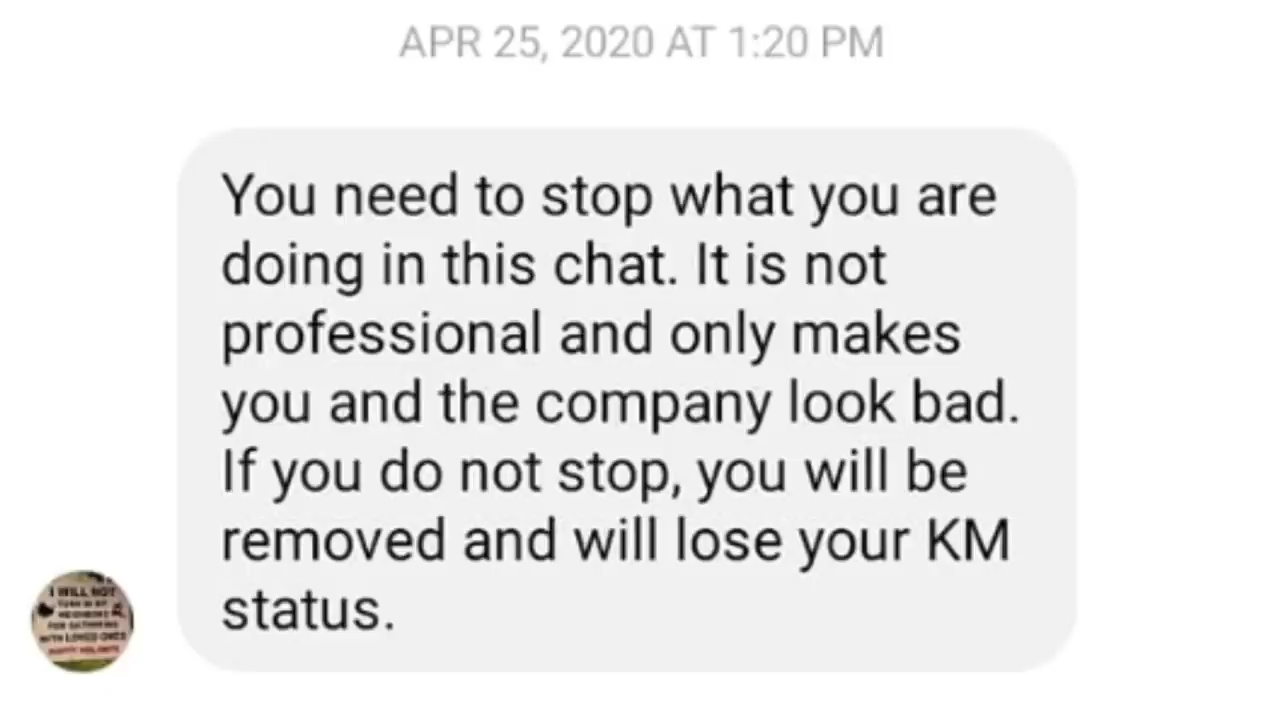 APR 25, 2020 AT 1:20 PM
You need to stop what you are
doing in this chat. It is not
professional and only makes
you and the company look bad.
If you do not stop, you will be
removed and will lose your KM
status.
I WILL NOT